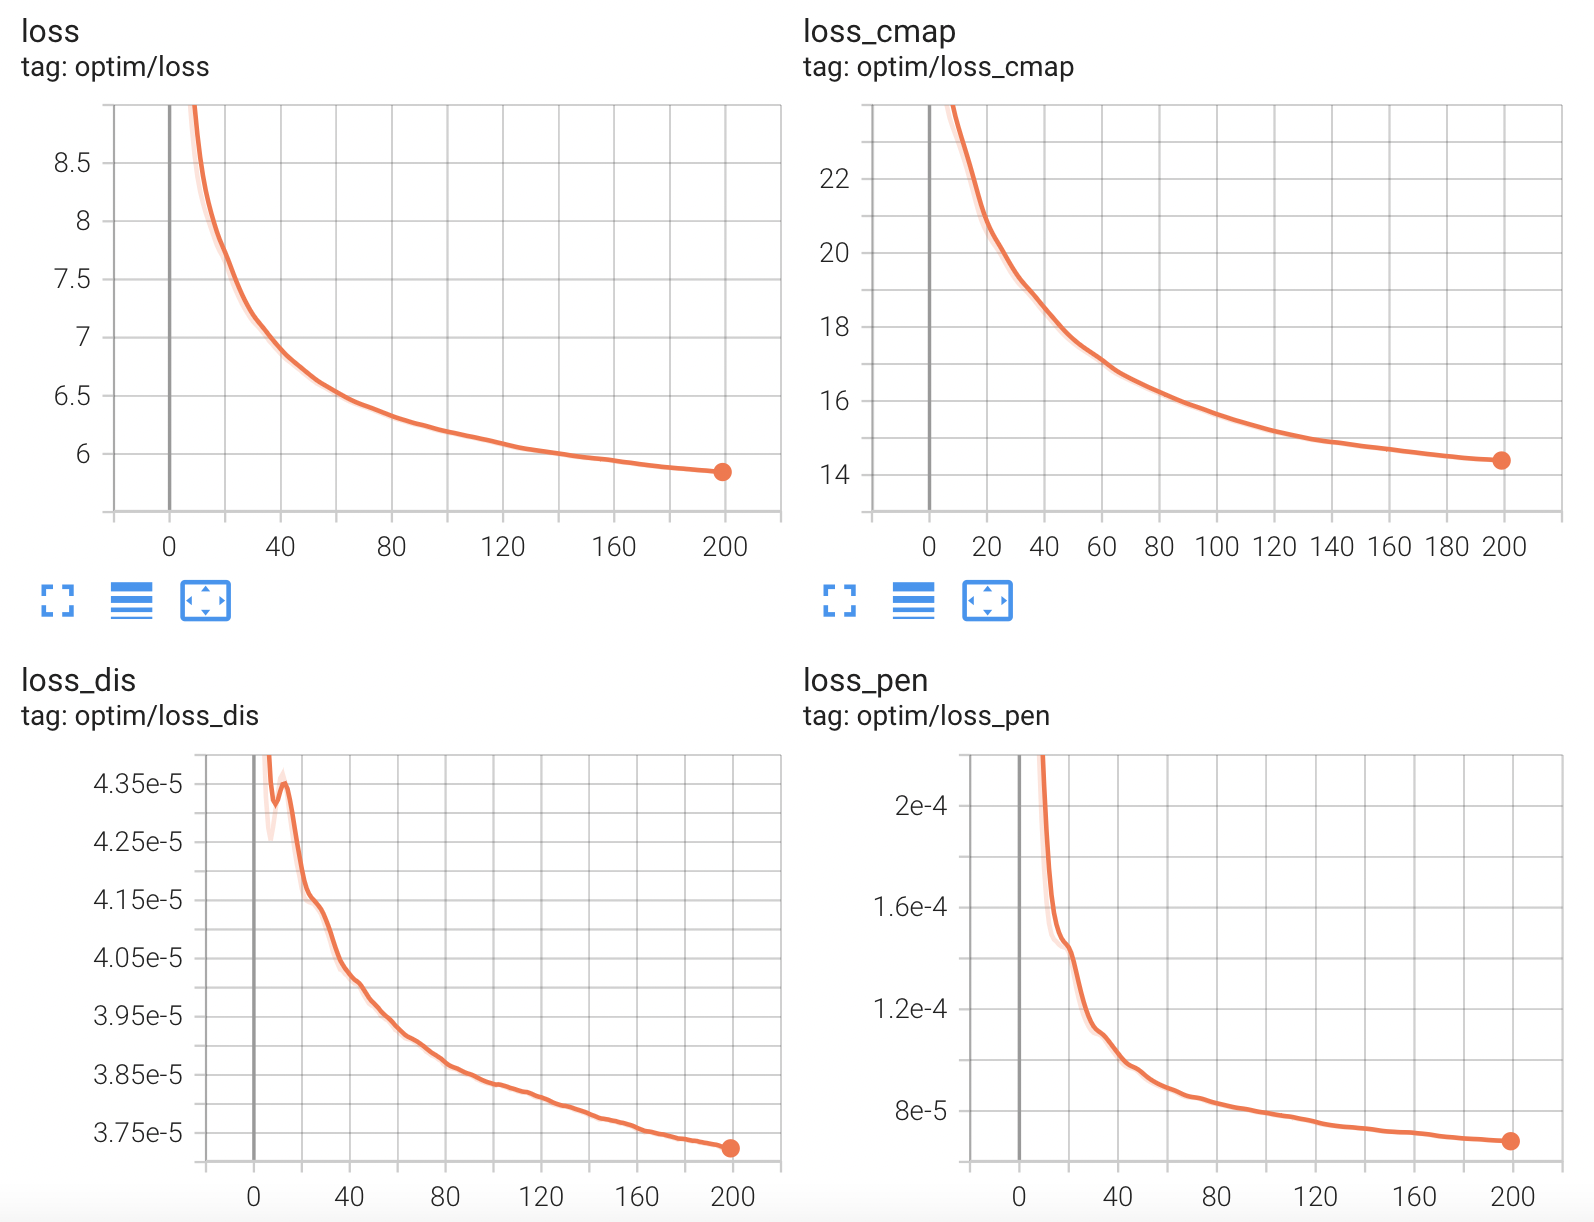 loss
tag: optim/loss
8.5
8
7.5
7
6.5
6
0 40 80 120 160 200
loss_cmap
tag: optim/loss_cmap
22
20
18
16
14
0 20 40 60 80 100 120 140 160 180 200
loss_dis
tag: optim/loss_dis
4.35e-5
4.25e-5
4.15e-5
4.05e-5
3.95e-5
3.85e-5
3.75e-5
0 40 80 120 160 200
loss_pen
tag: optim/loss_pen
2e-4
1.6e-4
1.2e-4
8e-5
0 40 80 120 160 200